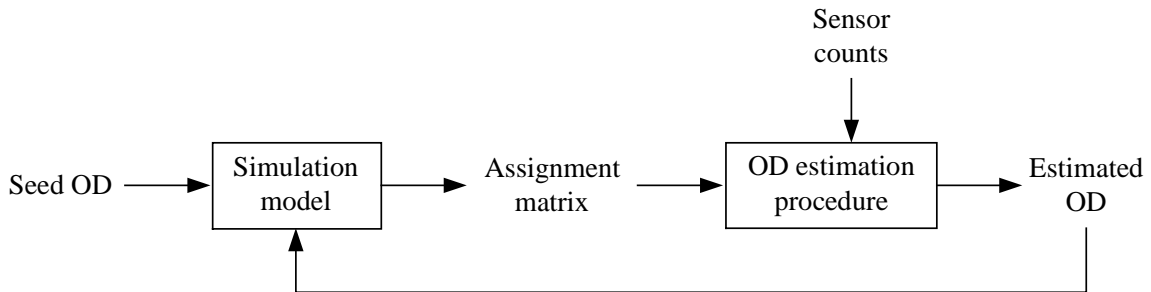 Sensor
counts
Seed OD
Simulation
model
Assignment
matrix
OD estimation
procedure
Estimated
OD